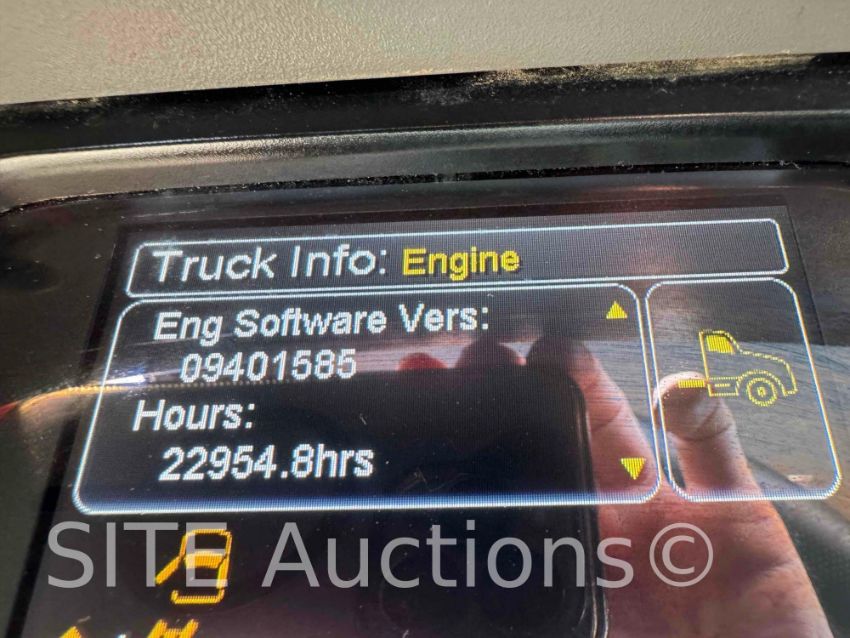 Truck Info: Engine
Eng Software Vers:
09401585
Hours:
22954.8hrs
SITE Auctions©